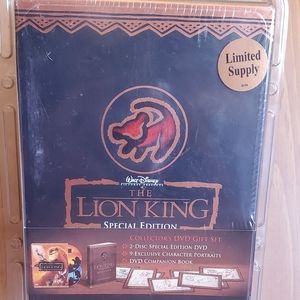 Limited
Supply
WALT DISNEY
PICTURES PRESENTS
THE
LION KING
SPECIAL EDITION
COLLECTOR'S DVD GIFT SET
2-DISC SPECIAL EDITION DVD
9 EXCLUSIVE CHARACTER PORTRAITS
DVD COMPANION BOOK